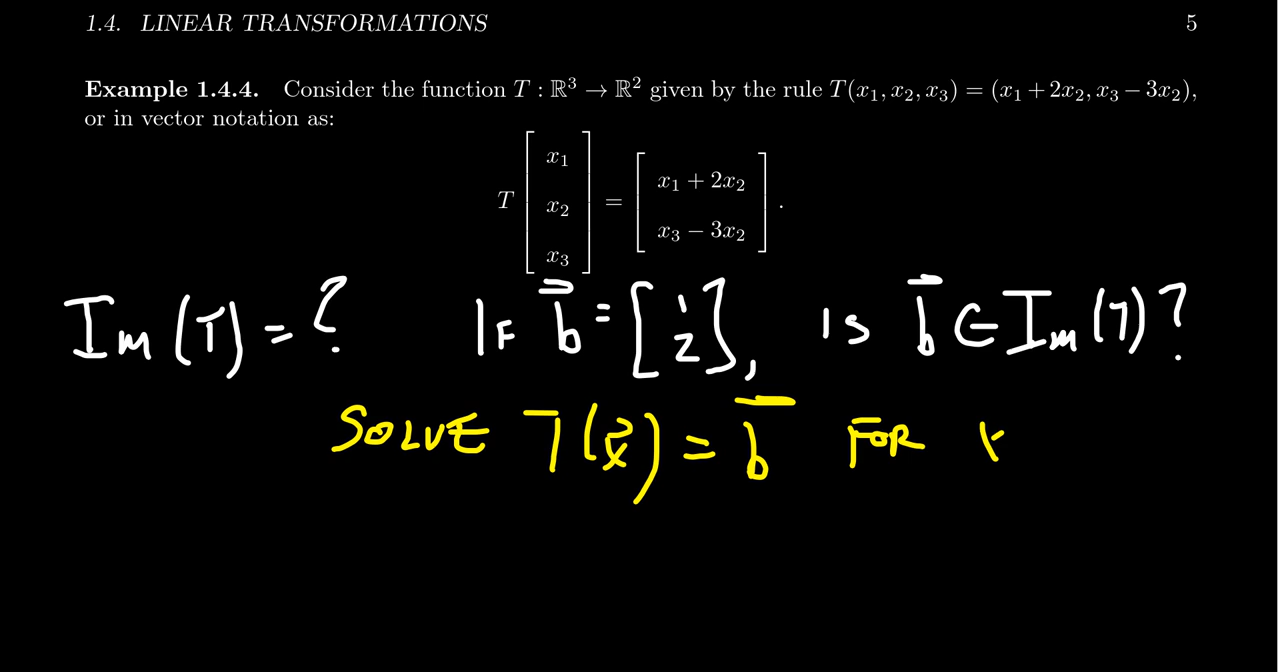 1.4. LINEAR TRANSFORMATIONS 5
Example 1.4.4. Consider the function T : ℝ³ → ℝ² given by the rule T(x₁, x₂, x₃) = (x₁ + 2x₂, x₃ − 3x₂),
or in vector notation as:
T [ x₁ x₂ x₃ ] = [ x₁ + 2x₂ x₃ − 3x₂ ] .
Im(T) = ? IF b⃗ = [ 1 2 ], IS b⃗ ∈ Im(T)?
SOLVE T(x⃗) = b⃗ FOR